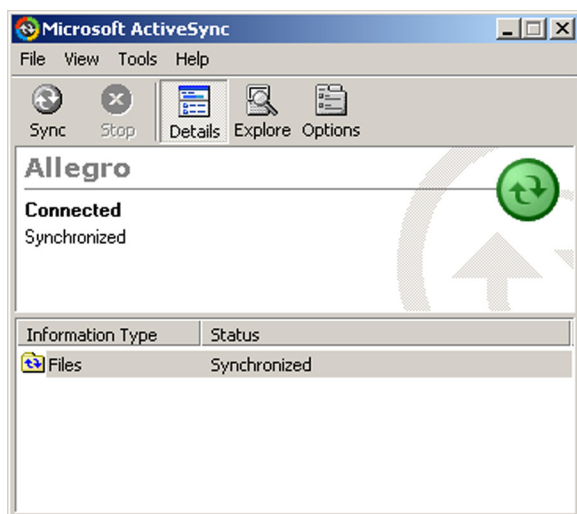 Microsoft ActiveSync
File View Tools Help
Sync Stop Details Explore Options
Allegro
Connected
Synchronized
Information Type Status
Files Synchronized